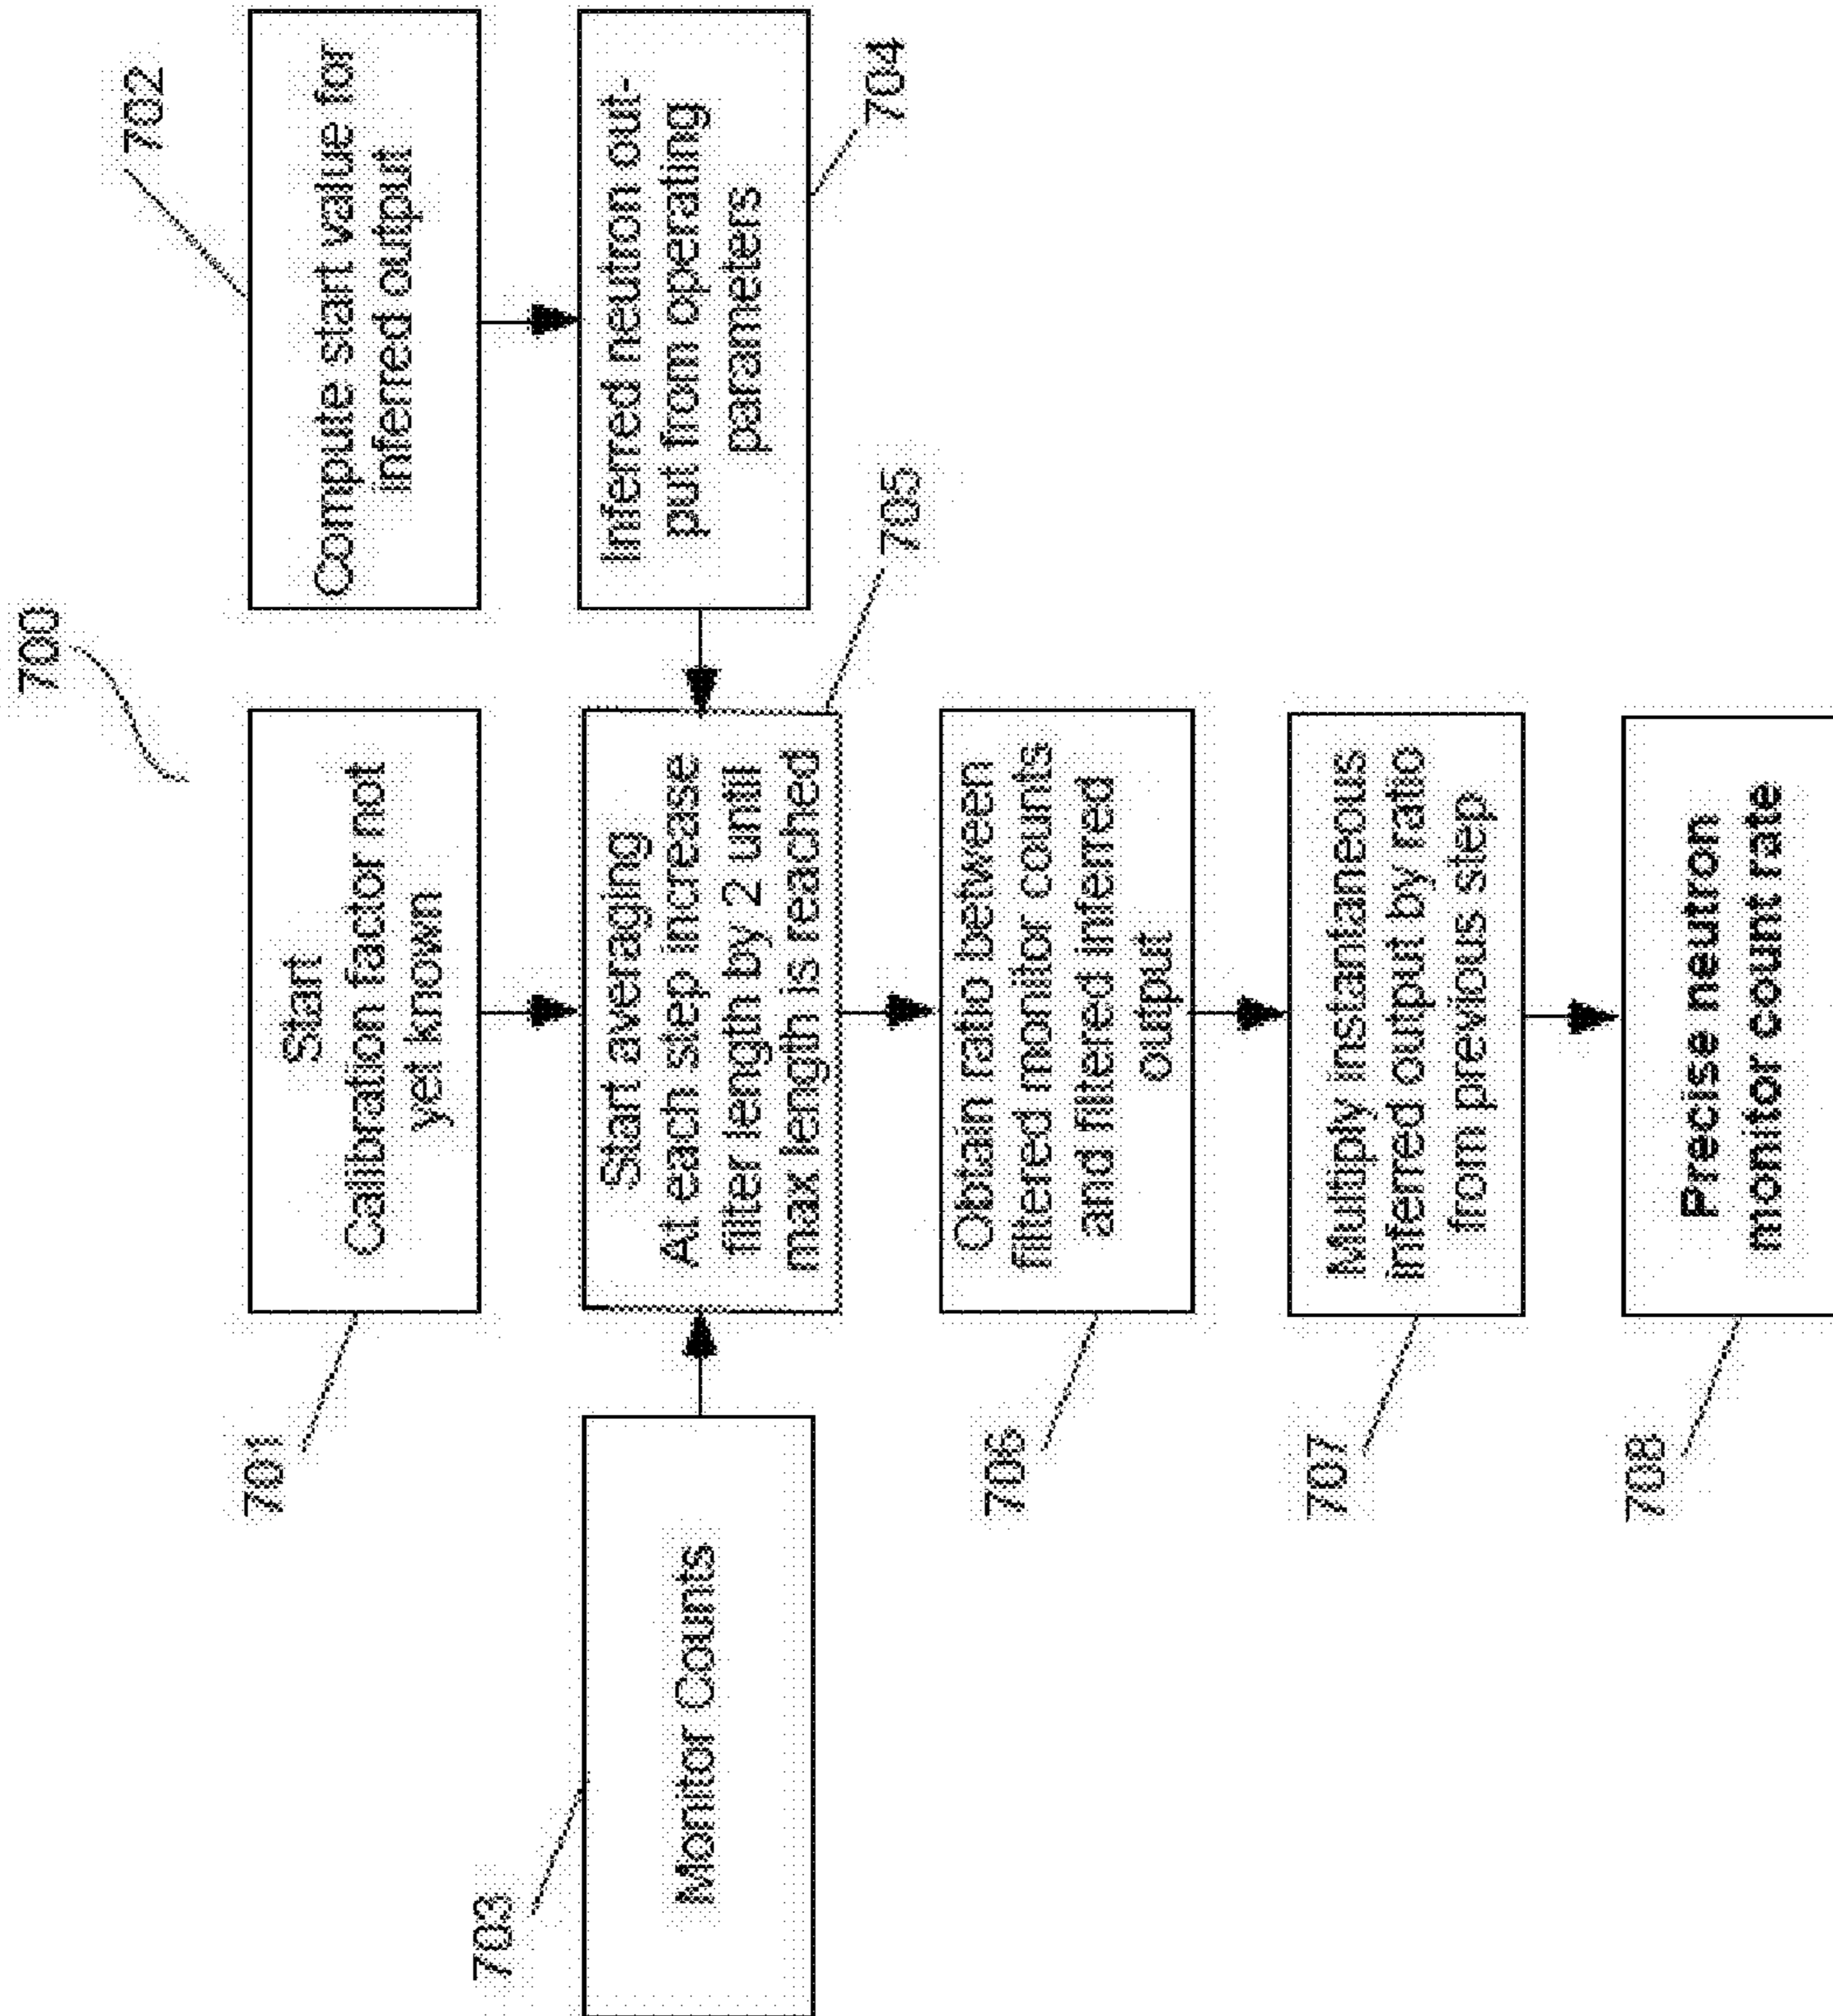 700
701
Start
Calibration factor not
yet known
702
Compute start value for
inferred output
703
Monitor Counts
Start averaging
At each step increase
filter length by 2 until
max length is reached
705
Inferred neutron out-
put from operating
parameters
704
706
Obtain ratio between
filtered monitor counts
and filtered inferred
output
707
Multiply instantaneous
inferred output by ratio
from previous step
708
Precise neutron
monitor count rate